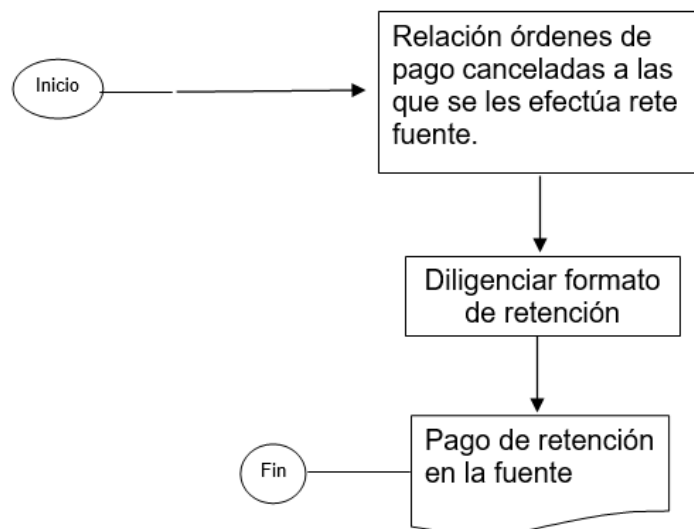 Inicio
Relación órdenes de
pago canceladas a las
que se les efectúa rete
fuente.
Diligenciar formato
de retención
Pago de retención
en la fuente
Fin